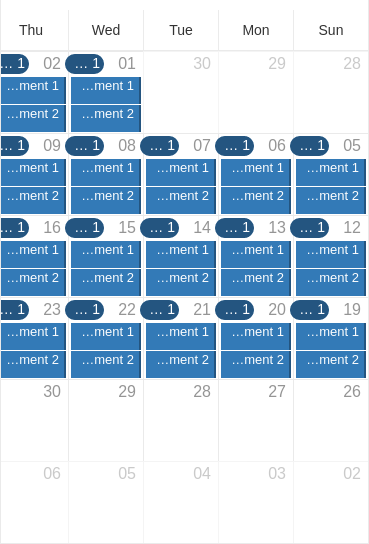 Thu Wed Tue Mon Sun
… 1 02 … 1 01 30 29 28
…ment 1 …ment 1
…ment 2 …ment 2
… 1 09 … 1 08 … 1 07 … 1 06 … 1 05
…ment 1 …ment 1 …ment 1 …ment 1 …ment 1
…ment 2 …ment 2 …ment 2 …ment 2 …ment 2
… 1 16 … 1 15 … 1 14 … 1 13 … 1 12
…ment 1 …ment 1 …ment 1 …ment 1 …ment 1
…ment 2 …ment 2 …ment 2 …ment 2 …ment 2
… 1 23 … 1 22 … 1 21 … 1 20 … 1 19
…ment 1 …ment 1 …ment 1 …ment 1 …ment 1
…ment 2 …ment 2 …ment 2 …ment 2 …ment 2
30 29 28 27 26
06 05 04 03 02